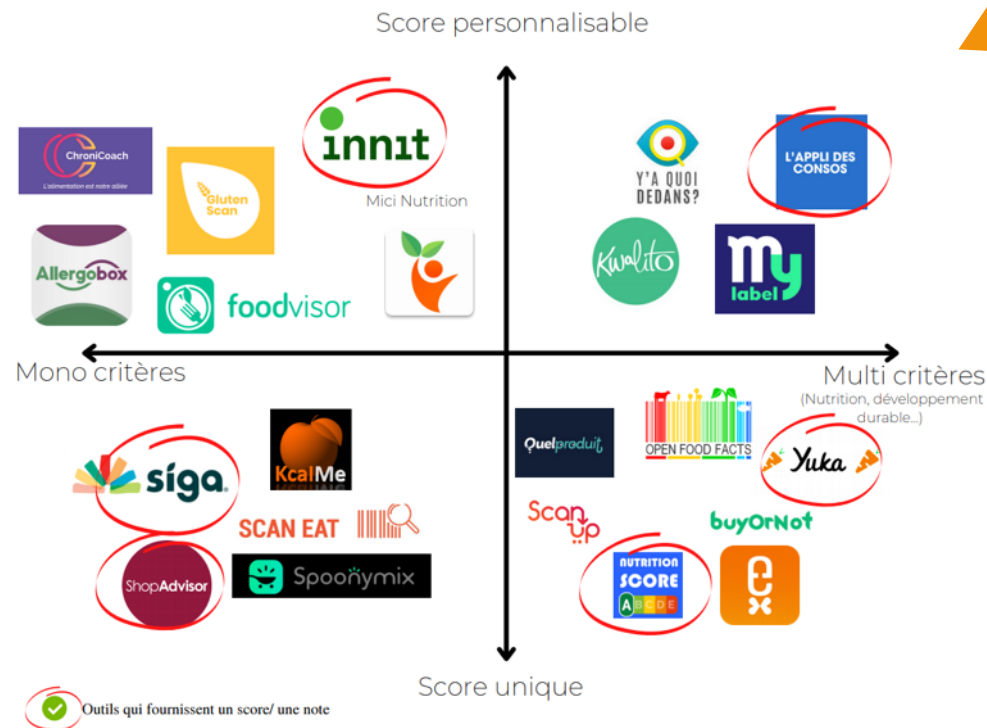 Score personnalisable
ChroniCoach
L'alimentation est notre alliée
Gluten
Scan
innit
Mici Nutrition
Allergobox
foodvisor
Y'A QUOI
DEDANS?
L'APPLI DES
CONSOS
Kwalito
my
label
Mono critères
Multi critères
(Nutrition, développement
durable...)
siga
KcalMe
SCAN EAT
ShopAdvisor
Spoonymix
Quelproduit
OPEN FOOD FACTS
Yuka
Scan
Up
buyOrNot
NUTRITION
SCORE
A B C D E
ex
Score unique
Outils qui fournissent un score/ une note